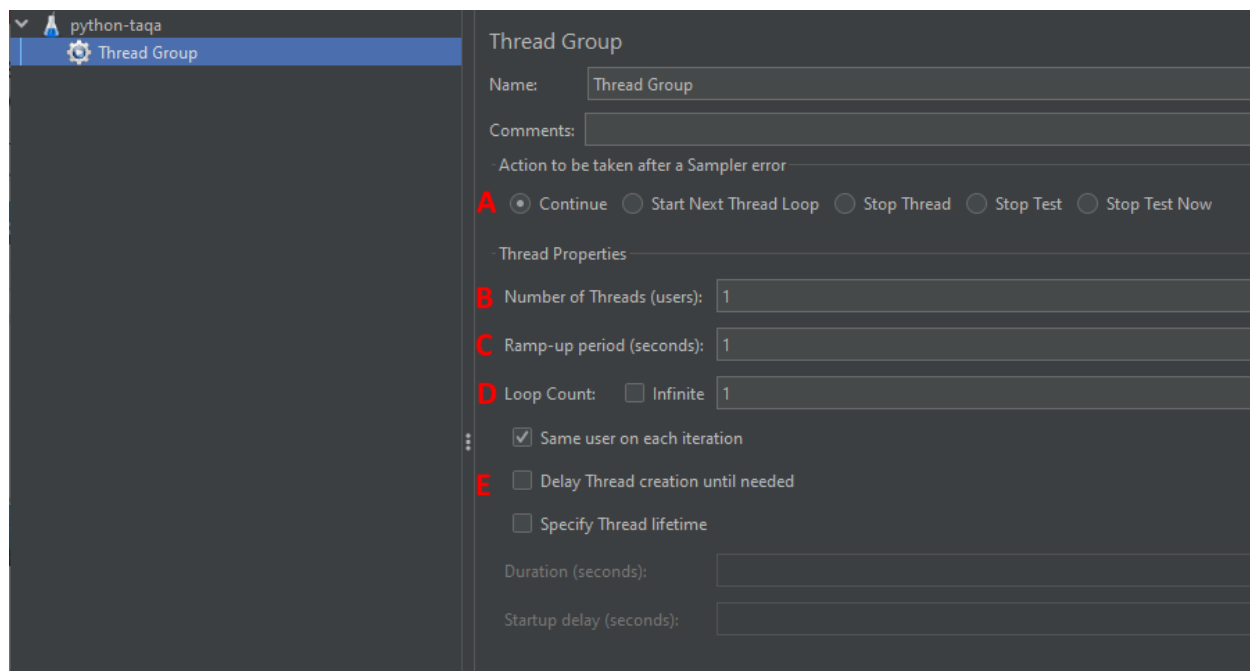 python-taqa
Thread Group
Thread Group
Name: Thread Group
Comments:
Action to be taken after a Sampler error
A Continue Start Next Thread Loop Stop Thread Stop Test Stop Test Now
Thread Properties
B Number of Threads (users): 1
C Ramp-up period (seconds): 1
D Loop Count: Infinite 1
Same user on each iteration
E Delay Thread creation until needed
Specify Thread lifetime
Duration (seconds):
Startup delay (seconds):